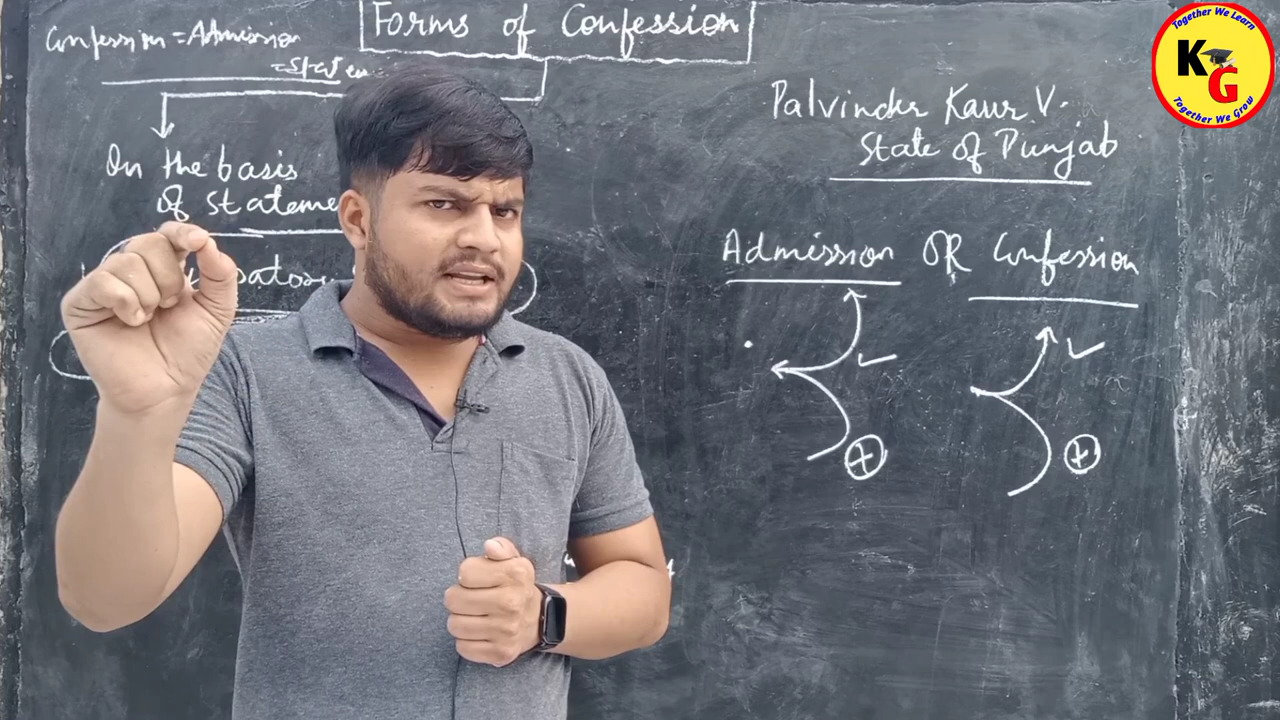 Forms of Confession
Confession = Admission
On the basis
of stateme
Palvinder Kaur V.
State of Punjab
Admission OR Confession
Together We Learn
KG
Together We Grow